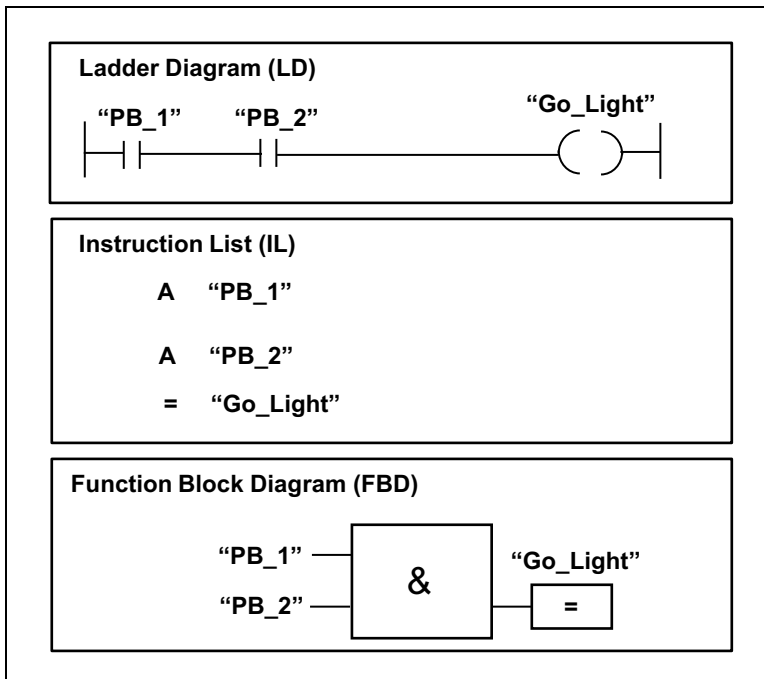 Ladder Diagram (LD)
“PB_1” “PB_2” “Go_Light”
Instruction List (IL)
A “PB_1”
A “PB_2”
= “Go_Light”
Function Block Diagram (FBD)
“PB_1”
“PB_2”
&
“Go_Light”
=